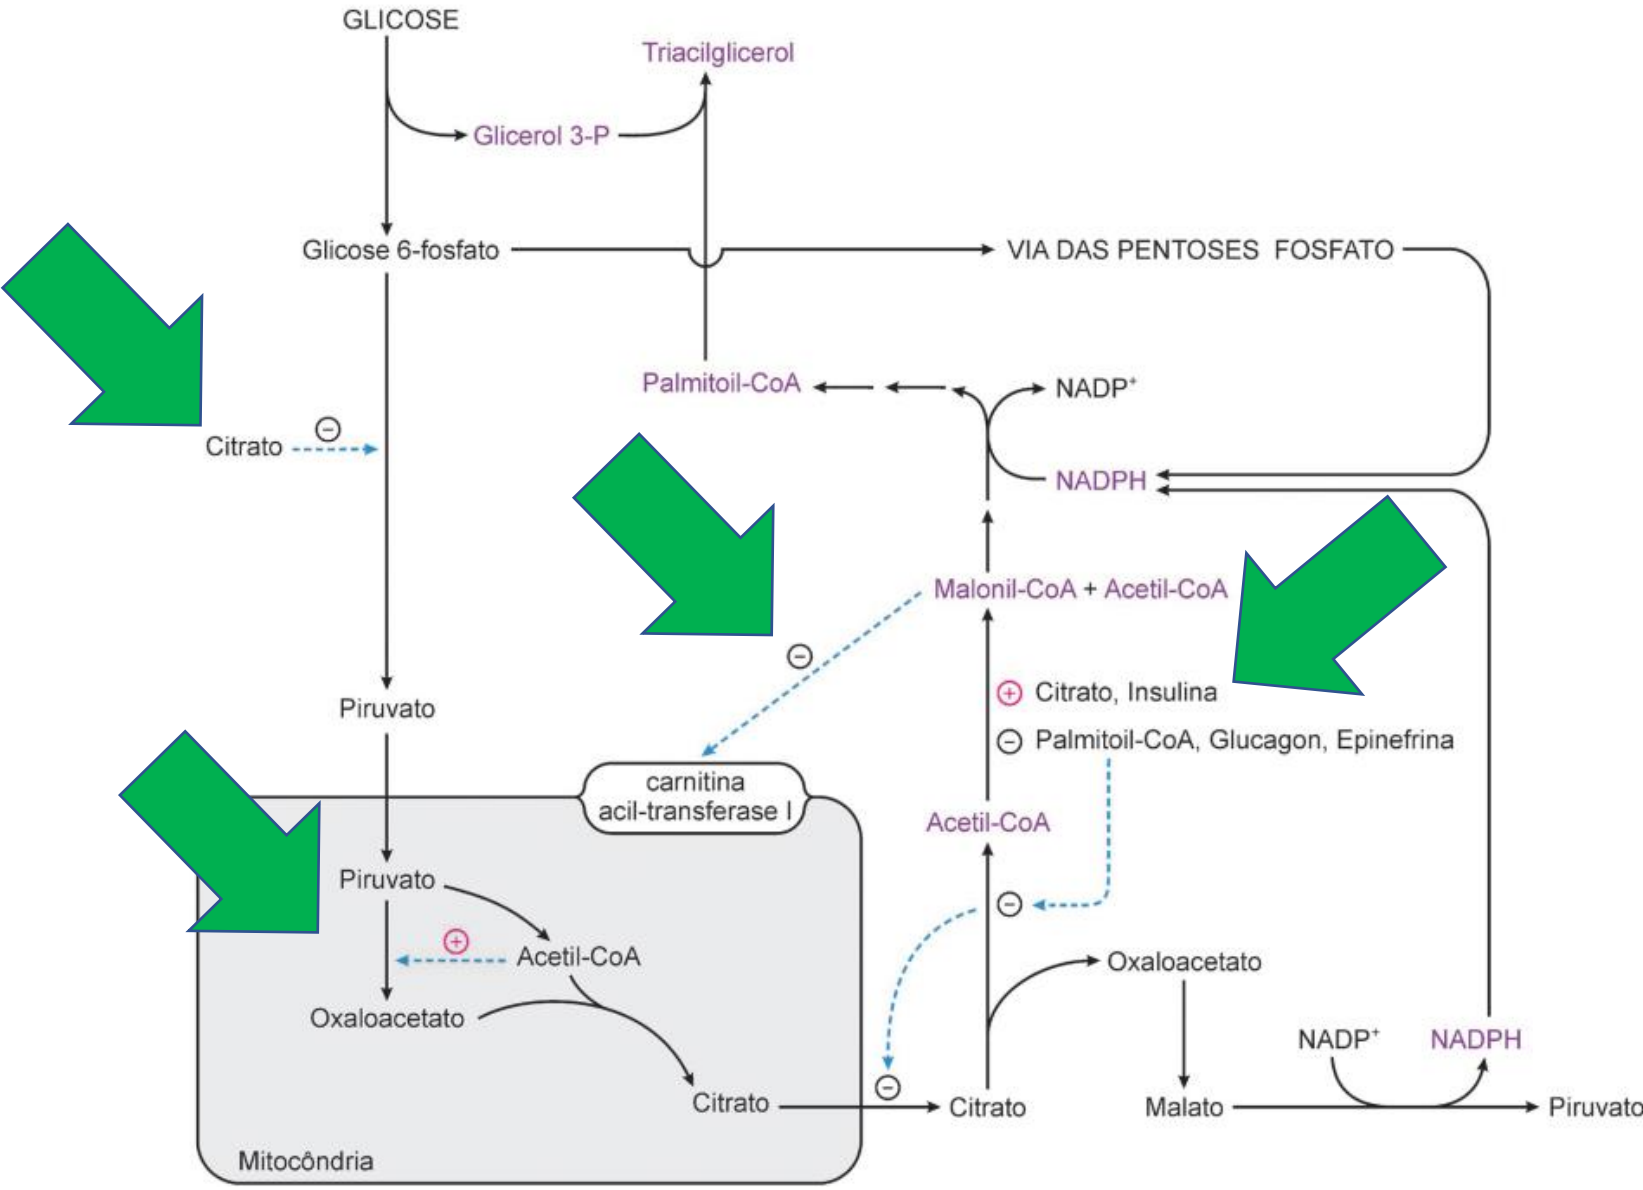 GLICOSE
Triacilglicerol
Glicerol 3-P
Glicose 6-fosfato
VIA DAS PENTOSES FOSFATO
Palmitoil-CoA
NADP⁺
Citrato
−
NADPH
Malonil-CoA + Acetil-CoA
−
+ Citrato, Insulina
− Palmitoil-CoA, Glucagon, Epinefrina
Piruvato
carnitina
acil-transferase I
Acetil-CoA
Piruvato
−
+
Acetil-CoA
Oxaloacetato
Oxaloacetato
NADP⁺
NADPH
−
Citrato
Citrato
Malato
Piruvato
Mitocôndria